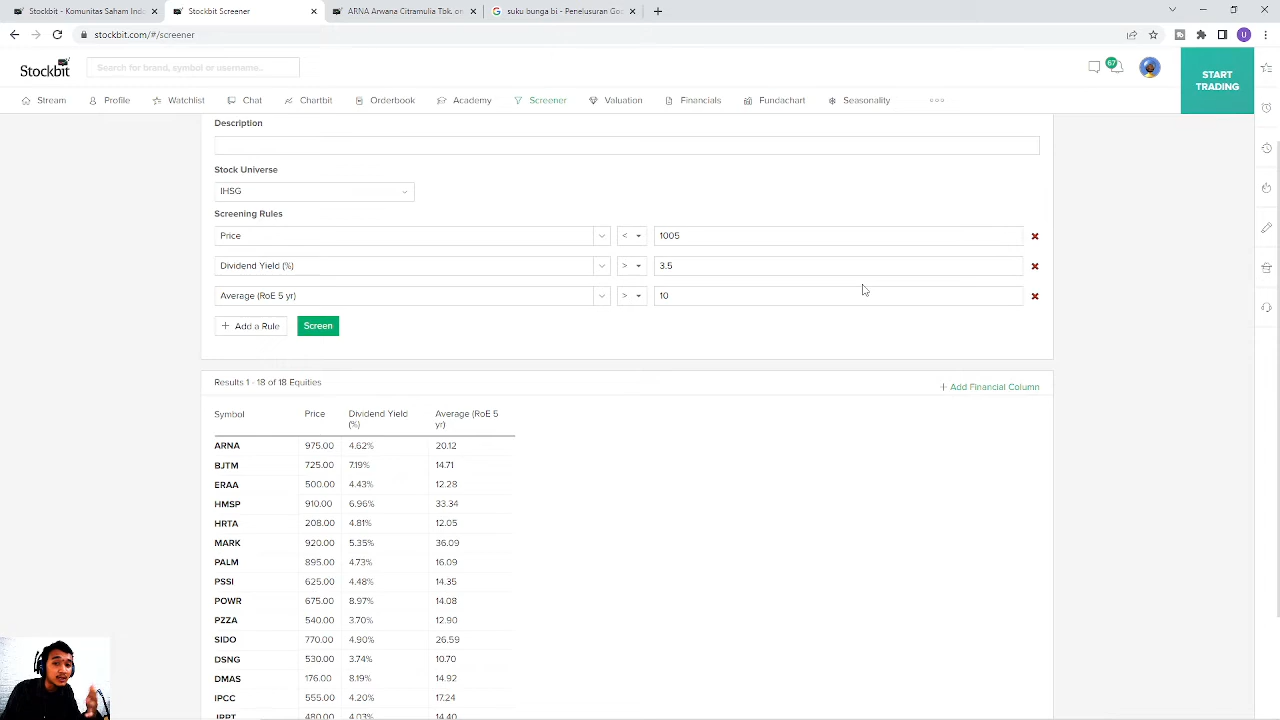 Stockbit - Komunitas Saham Indo
Stockbit Screener
ARNA Arwana Citramulia Tbk. on
suku bunga bi - Penelusuran Goo
stockbit.com/#/screener
Stockbit
Search for brand, symbol or username..
67
START TRADING
Stream Profile Watchlist Chat Chartbit Orderbook Academy Screener Valuation Financials Fundachart Seasonality
Description
Stock Universe
IHSG
Screening Rules
Price < 1005
Dividend Yield (%) > 3.5
Average (RoE 5 yr) > 10
+ Add a Rule Screen
Results 1 - 18 of 18 Equities
+ Add Financial Column
Symbol Price Dividend Yield (%) Average (RoE 5 yr)
ARNA 975.00 4.62% 20.12
BJTM 725.00 7.19% 14.71
ERAA 500.00 4.43% 12.28
HMSP 910.00 6.96% 33.34
HRTA 208.00 4.81% 12.05
MARK 920.00 5.35% 36.09
PALM 895.00 4.73% 16.09
PSSI 625.00 4.48% 14.35
POWR 675.00 8.97% 14.08
PZZA 540.00 3.70% 12.90
SIDO 770.00 4.90% 26.59
DSNG 530.00 3.74% 10.70
DMAS 176.00 8.19% 14.92
IPCC 555.00 4.20% 17.24
JRPT 480.00 4.03% 14.40